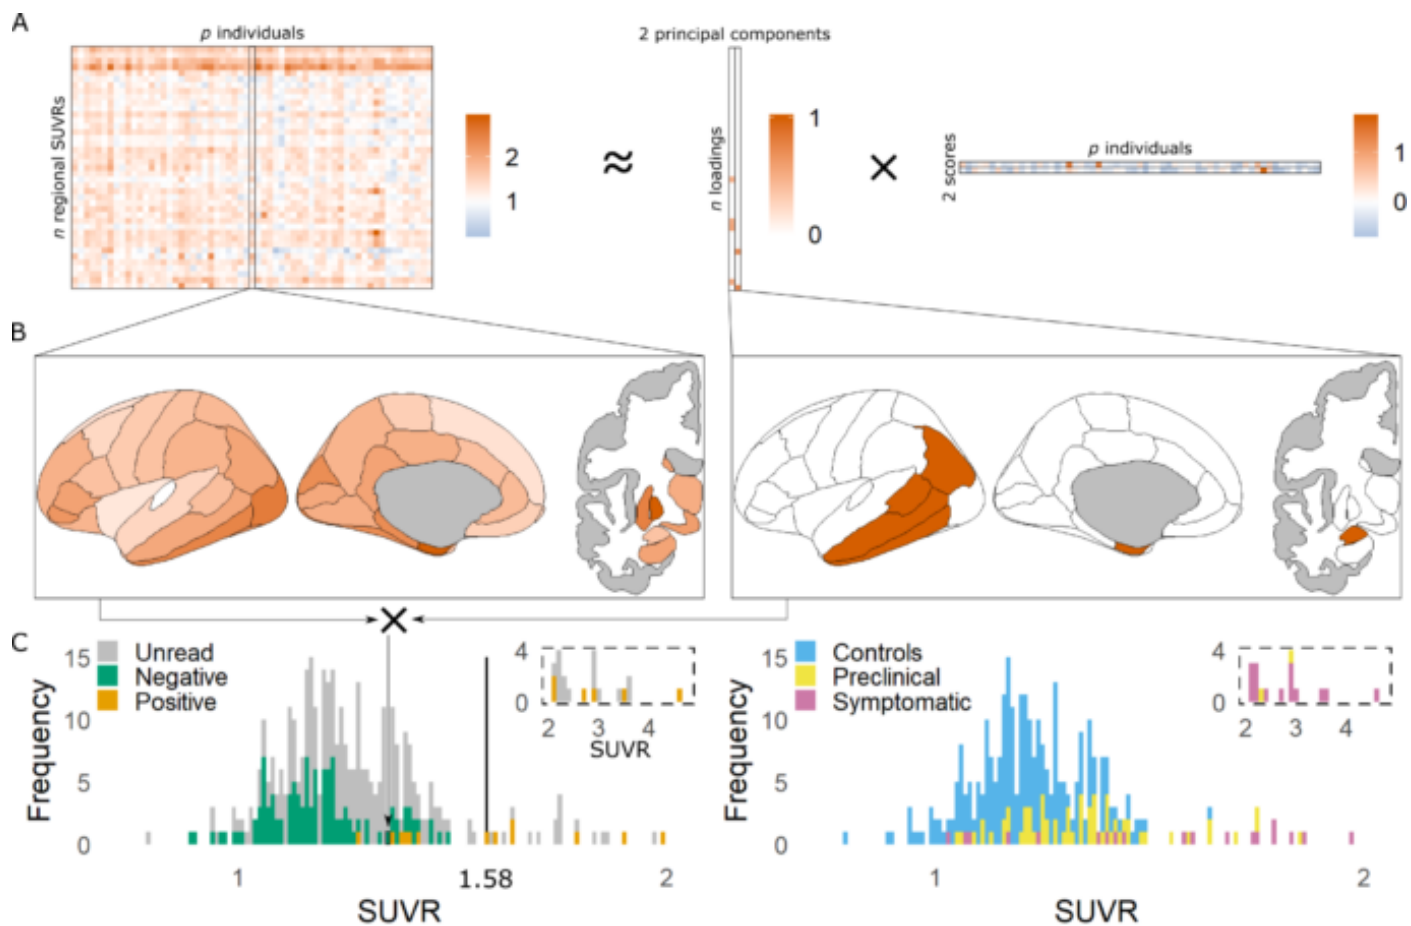 A
p individuals
n regional SUVRs
2
1
≈
2 principal components
n loadings
1
0
×
p individuals
2 scores
1
0
B
×
C
Unread
Negative
Positive
Frequency
15
10
5
0
4
0
2 3 4
SUVR
1 1.58 2
SUVR
Controls
Preclinical
Symptomatic
Frequency
15
10
5
0
4
0
2 3 4
1 2
SUVR